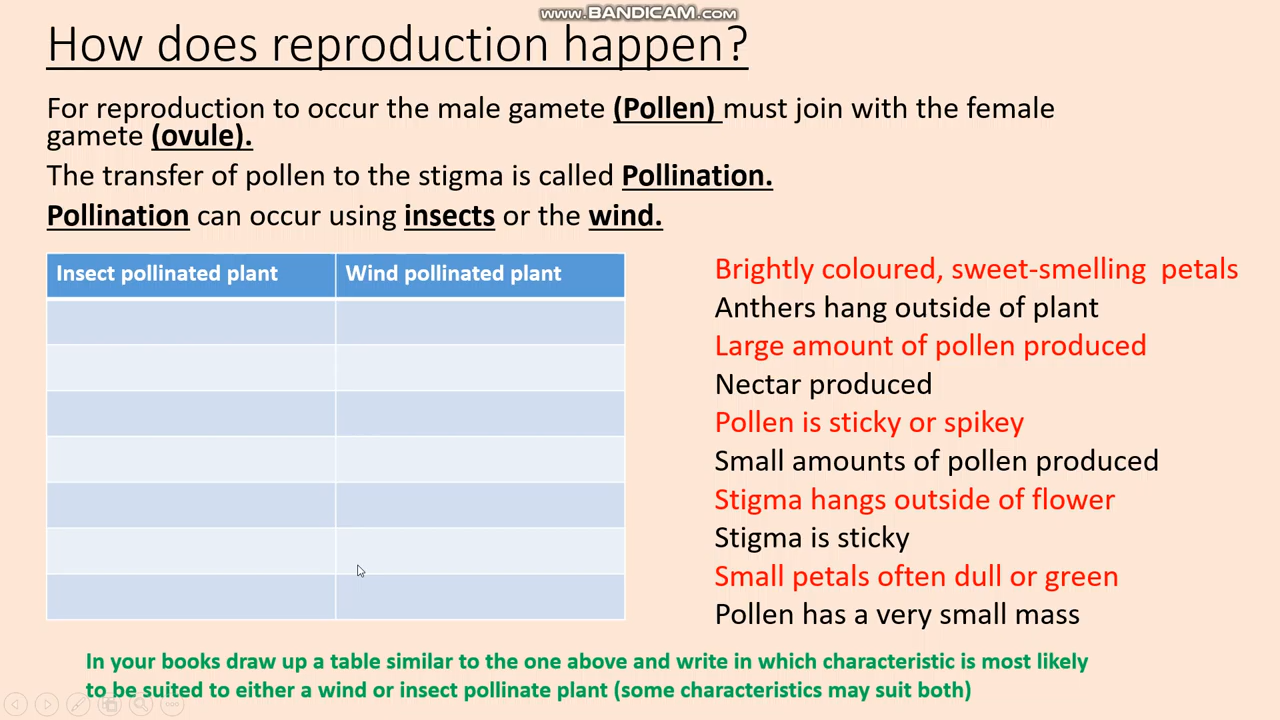 www.BANDICAM.com
How does reproduction happen?
For reproduction to occur the male gamete (Pollen) must join with the female
gamete (ovule).
The transfer of pollen to the stigma is called Pollination.
Pollination can occur using insects or the wind.
Insect pollinated plant
Wind pollinated plant
Brightly coloured, sweet-smelling petals
Anthers hang outside of plant
Large amount of pollen produced
Nectar produced
Pollen is sticky or spikey
Small amounts of pollen produced
Stigma hangs outside of flower
Stigma is sticky
Small petals often dull or green
Pollen has a very small mass
In your books draw up a table similar to the one above and write in which characteristic is most likely
to be suited to either a wind or insect pollinate plant (some characteristics may suit both)